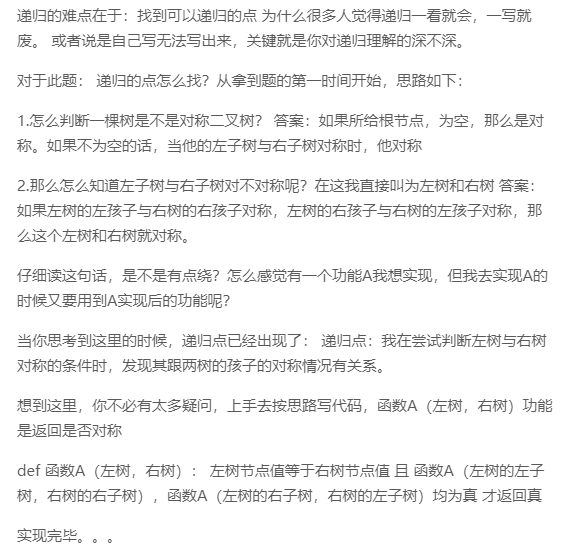 递归的难点在于：找到可以递归的点 为什么很多人觉得递归一看就会，一写就
废。 或者说是自己写无法写出来，关键就是你对递归理解的深不深。
对于此题： 递归的点怎么找？从拿到题的第一时间开始，思路如下：
1.怎么判断一棵树是不是对称二叉树？ 答案：如果所给根节点，为空，那么是对
称。如果不为空的话，当他的左子树与右子树对称时，他对称
2.那么怎么知道左子树与右子树对不对称呢？在这我直接叫为左树和右树 答案：
如果左树的左孩子与右树的右孩子对称，左树的右孩子与右树的左孩子对称，那
么这个左树和右树就对称。
仔细读这句话，是不是有点绕？怎么感觉有一个功能A我想实现，但我去实现A的
时候又要用到A实现后的功能呢？
当你思考到这里的时候，递归点已经出现了： 递归点：我在尝试判断左树与右树
对称的条件时，发现其跟两树的孩子的对称情况有关系。
想到这里，你不必有太多疑问，上手去按思路写代码，函数A（左树，右树）功能
是返回是否对称
def 函数A（左树，右树）： 左树节点值等于右树节点值 且 函数A（左树的左子
树，右树的右子树），函数A（左树的右子树，右树的左子树）均为真 才返回真
实现完毕。。。